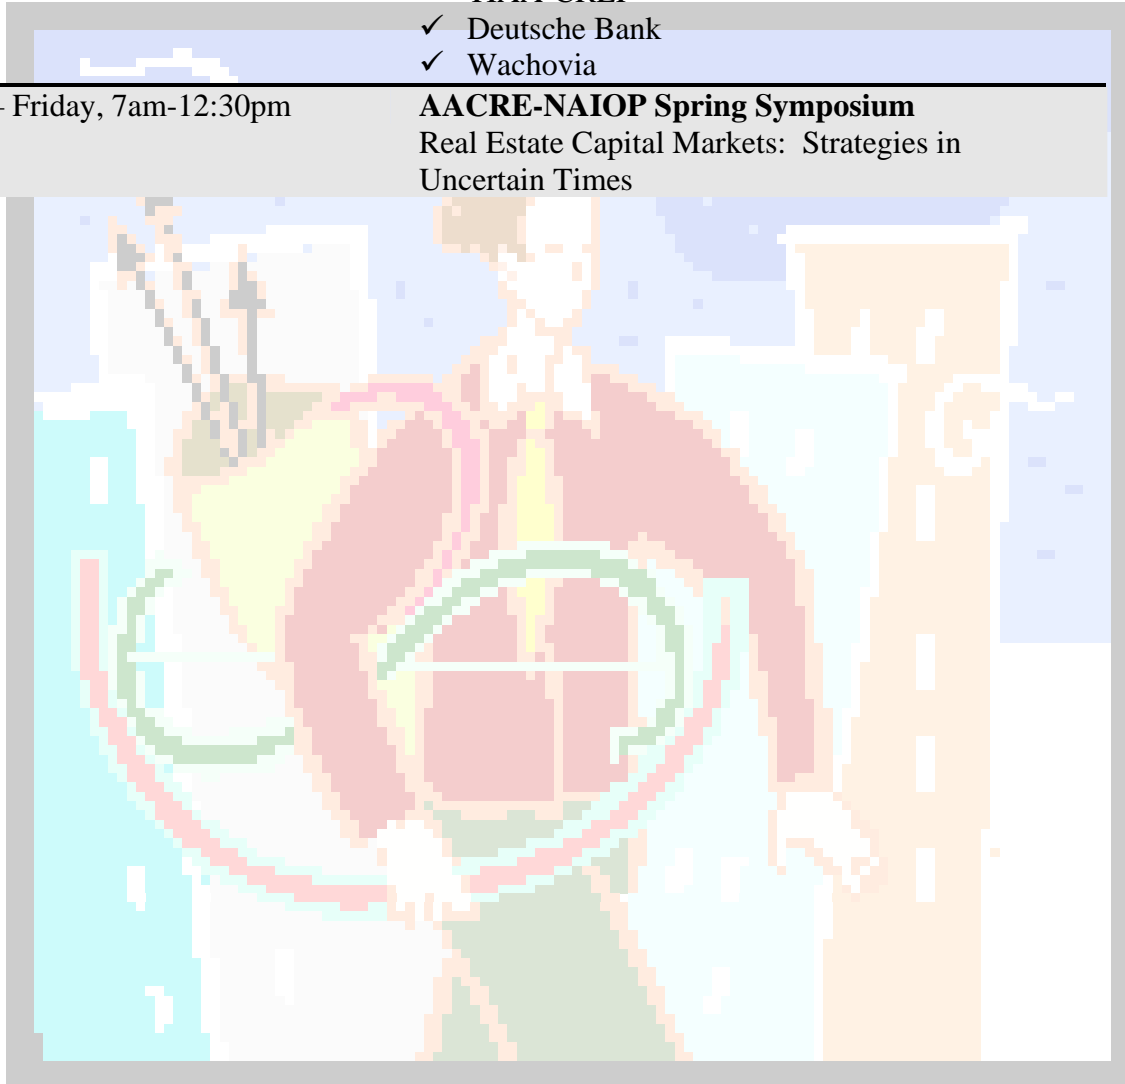 ✓ Deutsche Bank
✓ Wachovia
- Friday, 7am-12:30pm AACRE-NAIOP Spring Symposium
Real Estate Capital Markets: Strategies in
Uncertain Times